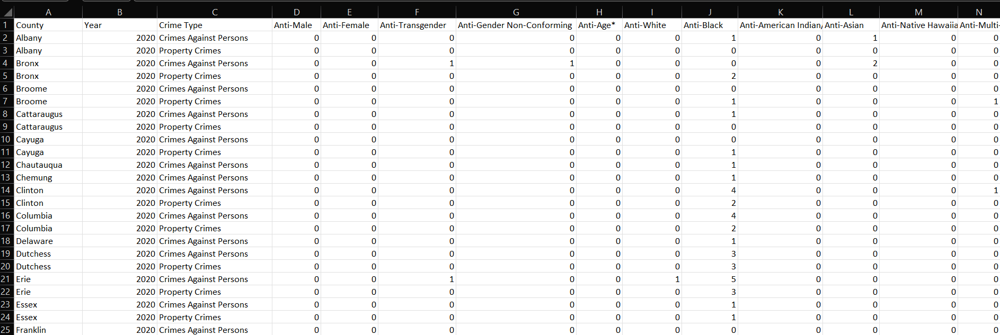 A B C D E F G H I J K L M N
1 County Year Crime Type Anti-Male Anti-Female Anti-Transgender Anti-Gender Non-Conforming Anti-Age* Anti-White Anti-Black Anti-American Indian/ Anti-Asian Anti-Native Hawaiia Anti-Multi-
2 Albany 2020 Crimes Against Persons 0 0 0 0 0 0 1 0 1 0 0
3 Albany 2020 Property Crimes 0 0 0 0 0 0 0 0 0 0 0
4 Bronx 2020 Crimes Against Persons 0 0 1 1 0 0 0 0 2 0 0
5 Bronx 2020 Property Crimes 0 0 0 0 0 0 2 0 0 0 0
6 Broome 2020 Crimes Against Persons 0 0 0 0 0 0 0 0 0 0 0
7 Broome 2020 Property Crimes 0 0 0 0 0 0 1 0 0 0 1
8 Cattaraugus 2020 Crimes Against Persons 0 0 0 0 0 0 1 0 0 0 0
9 Cattaraugus 2020 Property Crimes 0 0 0 0 0 0 0 0 0 0 0
10 Cayuga 2020 Crimes Against Persons 0 0 0 0 0 0 0 0 0 0 0
11 Cayuga 2020 Property Crimes 0 0 0 0 0 0 1 0 0 0 0
12 Chautauqua 2020 Crimes Against Persons 0 0 0 0 0 0 1 0 0 0 0
13 Chemung 2020 Crimes Against Persons 0 0 0 0 0 0 1 0 0 0 0
14 Clinton 2020 Crimes Against Persons 0 0 0 0 0 0 4 0 0 0 1
15 Clinton 2020 Property Crimes 0 0 0 0 0 0 2 0 0 0 0
16 Columbia 2020 Crimes Against Persons 0 0 0 0 0 0 4 0 0 0 0
17 Columbia 2020 Property Crimes 0 0 0 0 0 0 2 0 0 0 0
18 Delaware 2020 Crimes Against Persons 0 0 0 0 0 0 1 0 0 0 0
19 Dutchess 2020 Crimes Against Persons 0 0 0 0 0 0 3 0 0 0 0
20 Dutchess 2020 Property Crimes 0 0 0 0 0 0 3 0 0 0 0
21 Erie 2020 Crimes Against Persons 0 0 1 0 0 1 5 0 0 0 0
22 Erie 2020 Property Crimes 0 0 0 0 0 0 3 0 0 0 0
23 Essex 2020 Crimes Against Persons 0 0 0 0 0 0 1 0 0 0 0
24 Essex 2020 Property Crimes 0 0 0 0 0 0 1 0 0 0 0
25 Franklin 2020 Crimes Against Persons 0 0 0 0 0 0 0 0 0 0 0